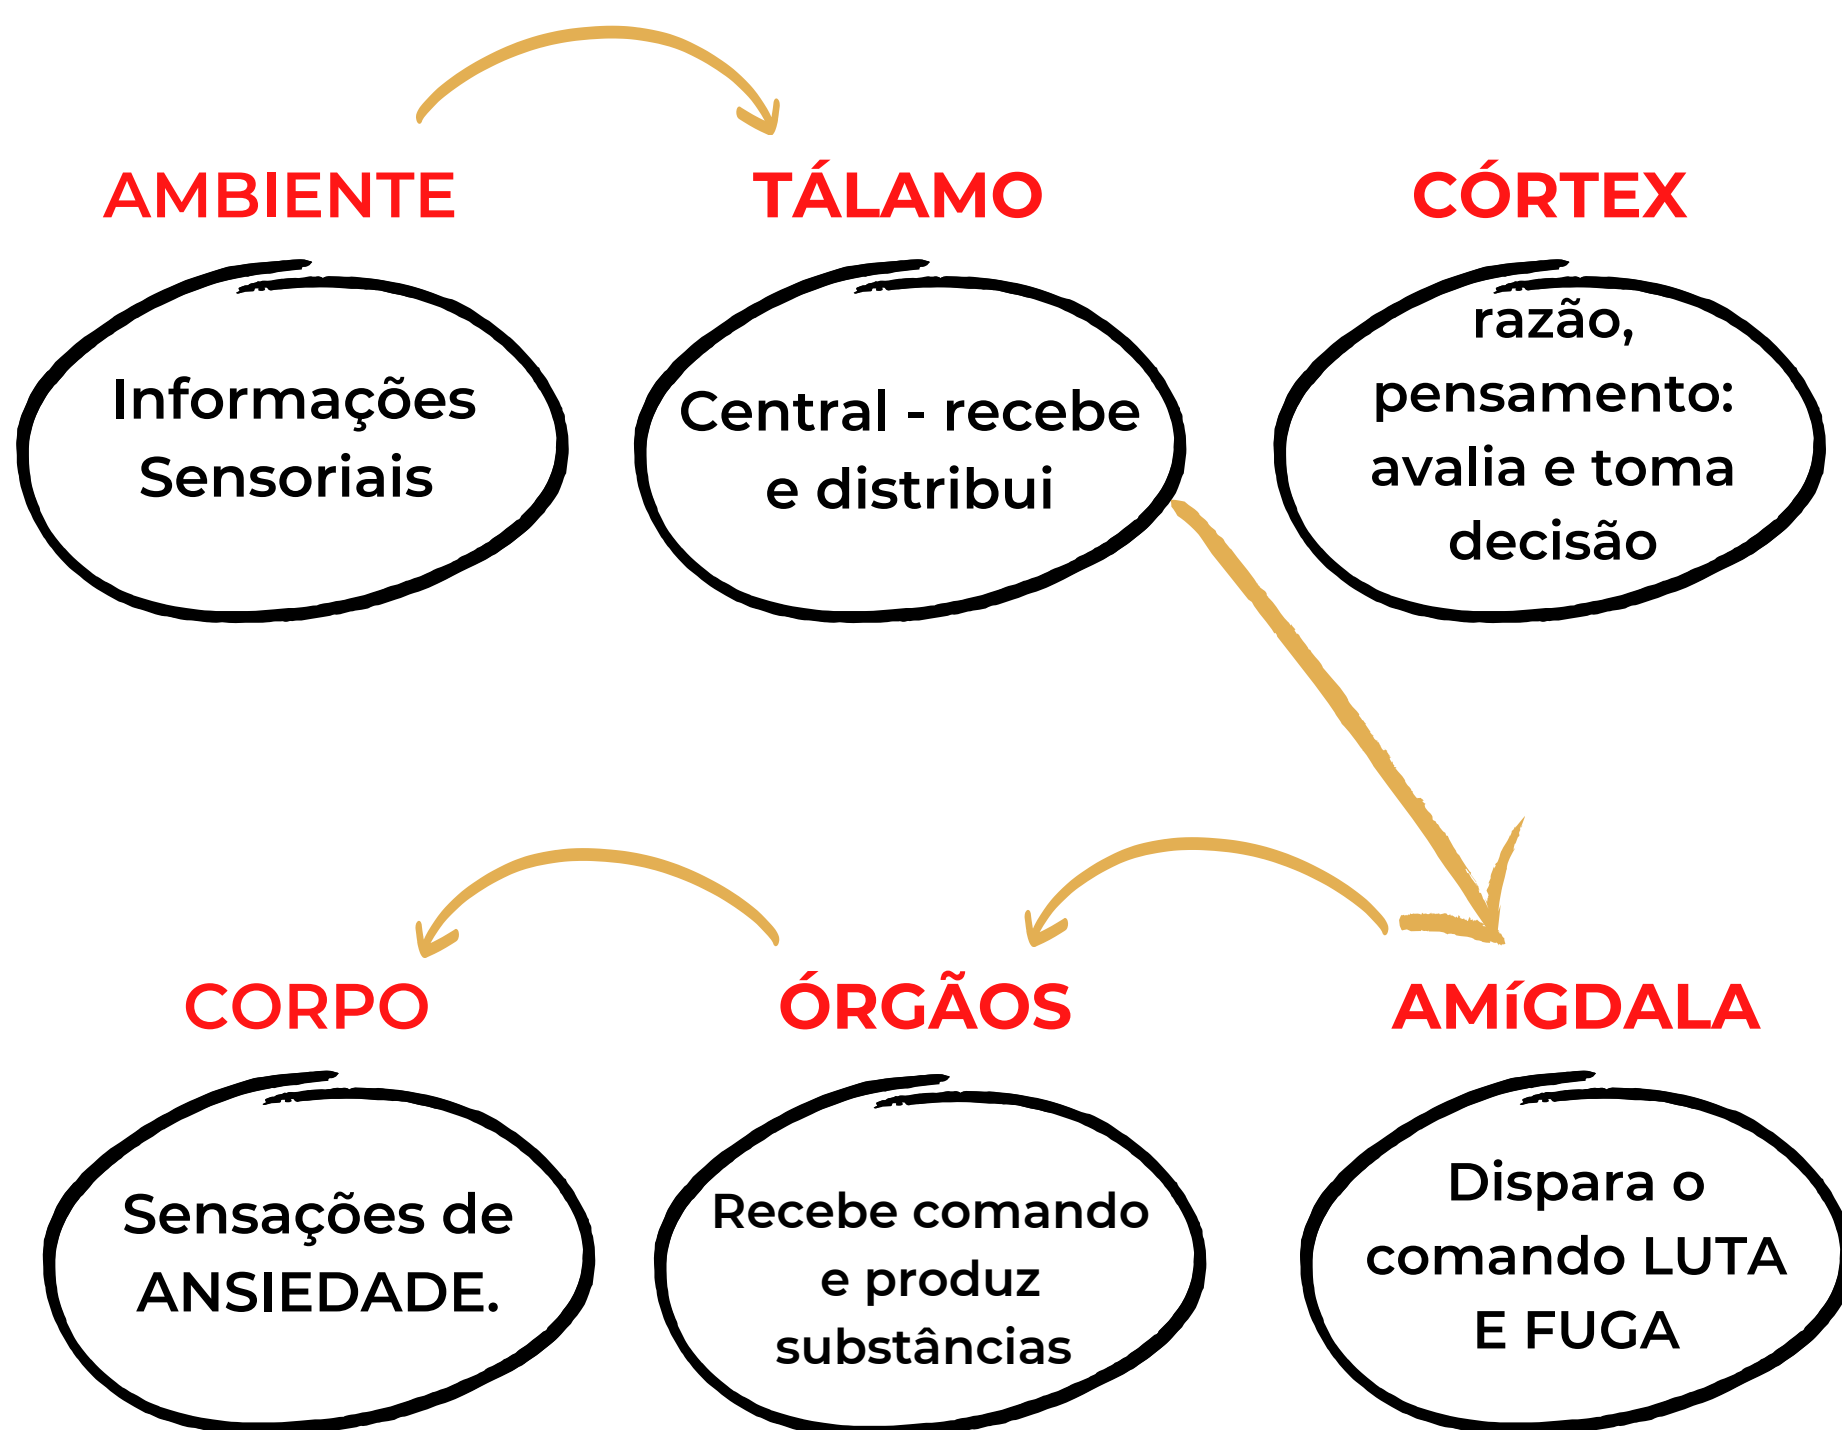 AMBIENTE
Informações
Sensoriais
TÁLAMO
Central - recebe
e distribui
CÓRTEX
razão,
pensamento:
avalia e toma
decisão
CORPO
Sensações de
ANSIEDADE.
ÓRGÃOS
Recebe comando
e produz
substâncias
AMíGDALA
Dispara o
comando LUTA
E FUGA